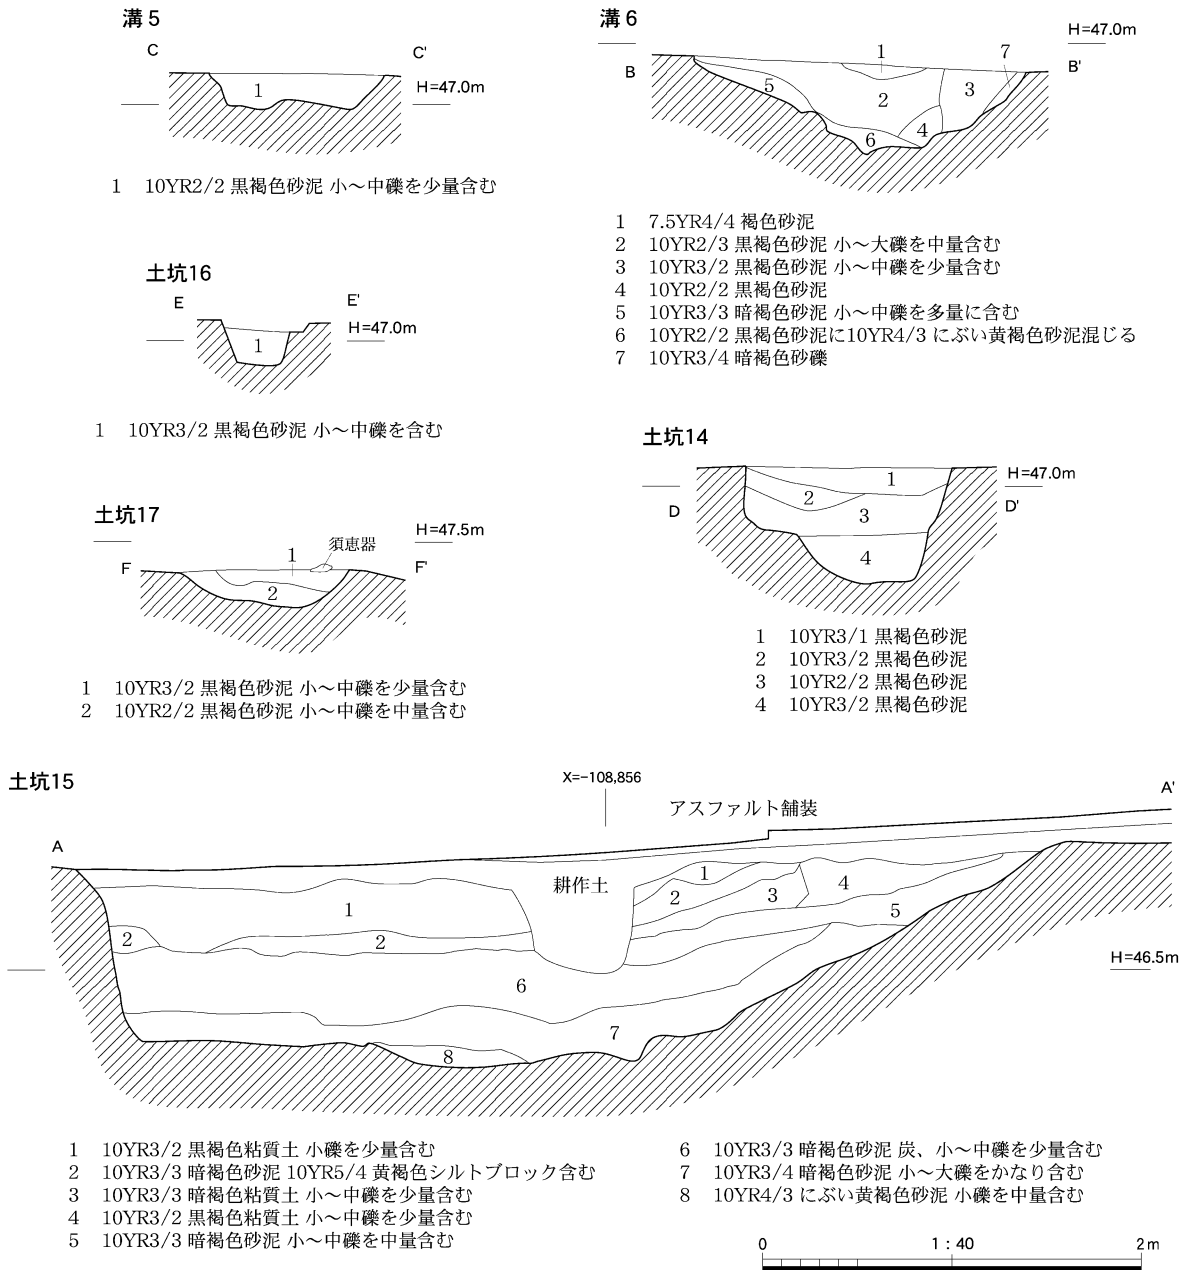 溝5
C
C'
H=47.0m
1
1 10YR2/2 黒褐色砂泥 小〜中礫を少量含む
溝6
H=47.0m
B
B'
1
7
5
2
3
4
6
1 7.5YR4/4 褐色砂泥
2 10YR2/3 黒褐色砂泥 小〜大礫を中量含む
3 10YR3/2 黒褐色砂泥 小〜中礫を少量含む
4 10YR2/2 黒褐色砂泥
5 10YR3/3 暗褐色砂泥 小〜中礫を多量に含む
6 10YR2/2 黒褐色砂泥に10YR4/3 にぶい黄褐色砂泥混じる
7 10YR3/4 暗褐色砂礫
土坑16
E
E'
H=47.0m
1
1 10YR3/2 黒褐色砂泥 小〜中礫を含む
土坑14
H=47.0m
D
D'
1
2
3
4
1 10YR3/1 黒褐色砂泥
2 10YR3/2 黒褐色砂泥
3 10YR2/2 黒褐色砂泥
4 10YR3/2 黒褐色砂泥
土坑17
H=47.5m
F
F'
1
須恵器
2
1 10YR3/2 黒褐色砂泥 小〜中礫を少量含む
2 10YR2/2 黒褐色砂泥 小〜中礫を中量含む
土坑15
X=-108,856
アスファルト舗装
A'
A
耕作土
1
2
2
1
2
3
4
5
6
7
8
H=46.5m
1 10YR3/2 黒褐色粘質土 小礫を少量含む
2 10YR3/3 暗褐色砂泥 10YR5/4 黄褐色シルトブロック含む
3 10YR3/3 暗褐色粘質土 小〜中礫を少量含む
4 10YR3/2 黒褐色粘質土 小〜中礫を少量含む
5 10YR3/3 暗褐色砂泥 小〜中礫を中量含む
6 10YR3/3 暗褐色砂泥 炭、小〜中礫を少量含む
7 10YR3/4 暗褐色砂泥 小〜大礫をかなり含む
8 10YR4/3 にぶい黄褐色砂泥 小礫を中量含む
0 1:40 2m